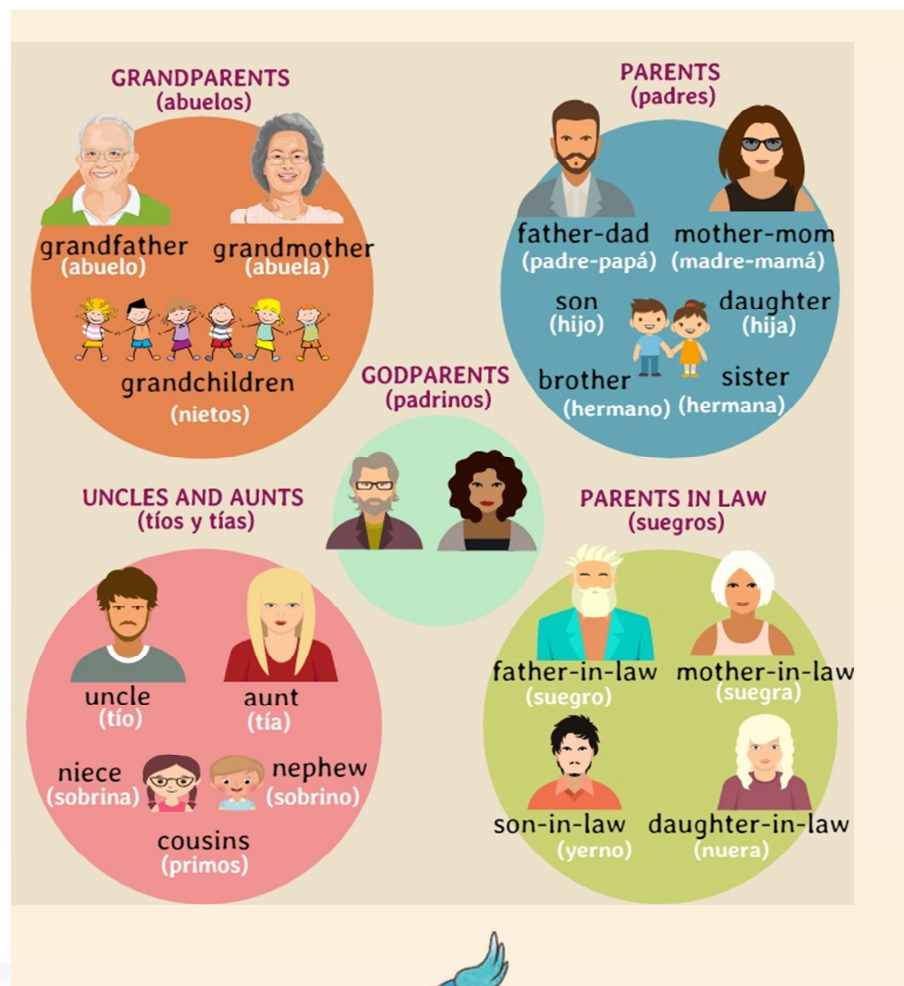 GRANDPARENTS
(abuelos)
grandfather
(abuelo)
grandmother
(abuela)
grandchildren
(nietos)
PARENTS
(padres)
father-dad
(padre-papá)
mother-mom
(madre-mamá)
son
(hijo)
daughter
(hija)
brother
(hermano)
sister
(hermana)
GODPARENTS
(padrinos)
UNCLES AND AUNTS
(tíos y tías)
uncle
(tío)
aunt
(tía)
niece
(sobrina)
nephew
(sobrino)
cousins
(primos)
PARENTS IN LAW
(suegros)
father-in-law
(suegro)
mother-in-law
(suegra)
son-in-law
(yerno)
daughter-in-law
(nuera)